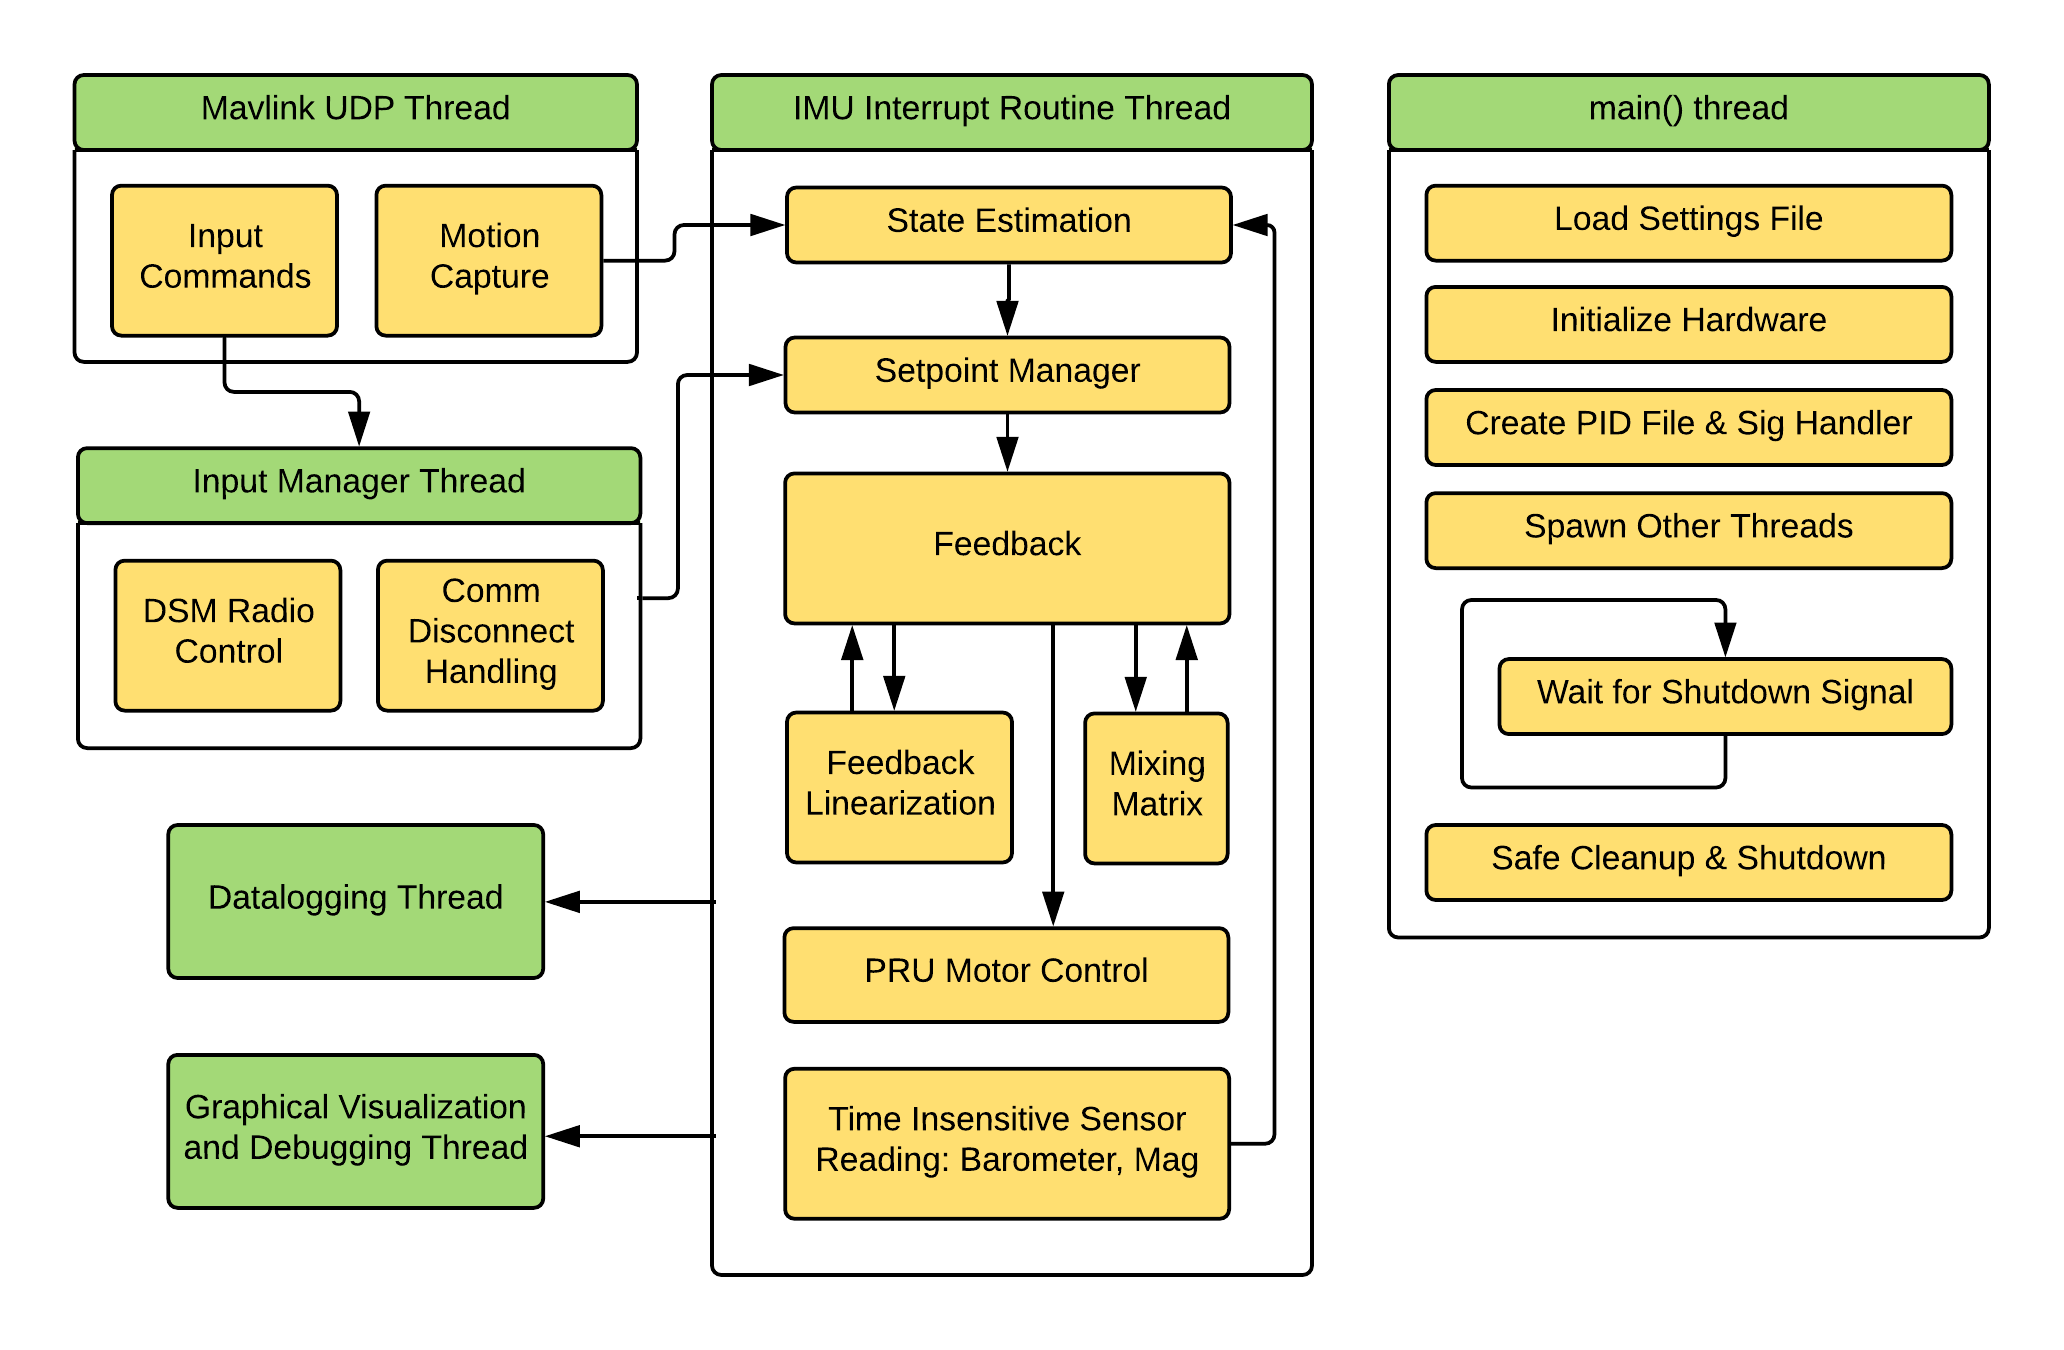 Mavlink UDP Thread
Input
Commands
Motion
Capture
Input Manager Thread
DSM Radio
Control
Comm
Disconnect
Handling
Datalogging Thread
Graphical Visualization
and Debugging Thread
IMU Interrupt Routine Thread
State Estimation
Setpoint Manager
Feedback
Feedback
Linearization
Mixing
Matrix
PRU Motor Control
Time Insensitive Sensor
Reading: Barometer, Mag
main() thread
Load Settings File
Initialize Hardware
Create PID File & Sig Handler
Spawn Other Threads
Wait for Shutdown Signal
Safe Cleanup & Shutdown